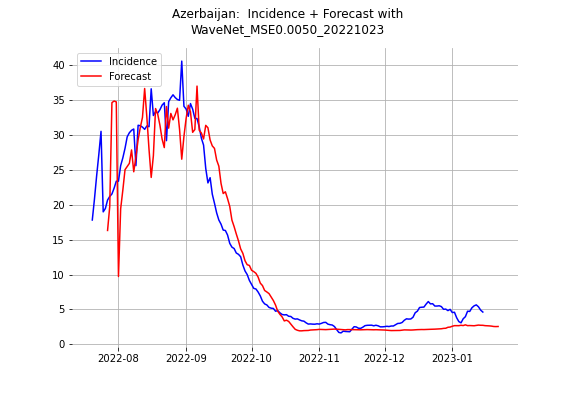 Azerbaijan:  Incidence + Forecast with
WaveNet_MSE0.0050_20221023
Incidence
Forecast
40
35
30
25
20
15
10
5
0
2022-08 2022-09 2022-10 2022-11 2022-12 2023-01